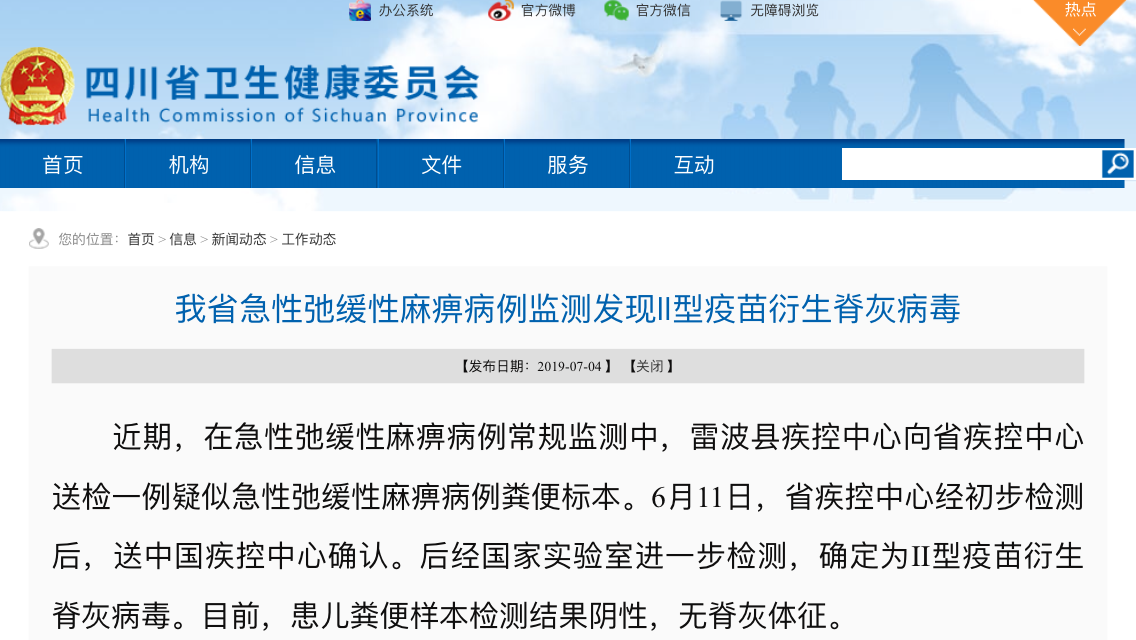 办公系统 官方微博 官方微信 无障碍浏览 热点
四川省卫生健康委员会
Health Commission of Sichuan Province
首页 机构 信息 文件 服务 互动
您的位置：首页 > 信息 > 新闻动态 > 工作动态
我省急性弛缓性麻痹病例监测发现II型疫苗衍生脊灰病毒
【发布日期：2019-07-04 】 【关闭 】
近期，在急性弛缓性麻痹病例常规监测中，雷波县疾控中心向省疾控中心
送检一例疑似急性弛缓性麻痹病例粪便标本。6月11日，省疾控中心经初步检测
后，送中国疾控中心确认。后经国家实验室进一步检测，确定为II型疫苗衍生
脊灰病毒。目前，患儿粪便样本检测结果阴性，无脊灰体征。